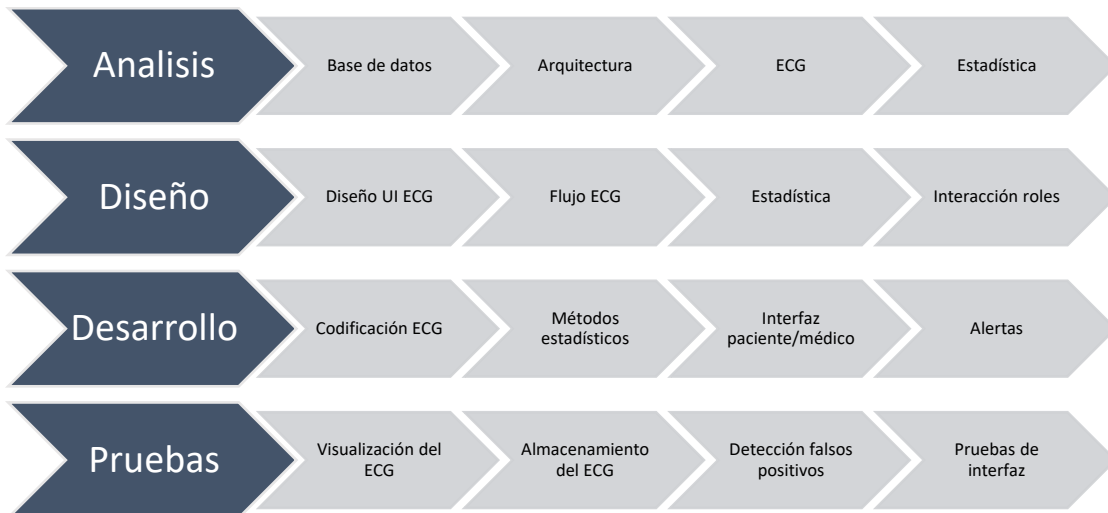 Analisis
Base de datos
Arquitectura
ECG
Estadística
Diseño
Diseño UI ECG
Flujo ECG
Estadística
Interacción roles
Desarrollo
Codificación ECG
Métodos
estadísticos
Interfaz
paciente/médico
Alertas
Pruebas
Visualización del
ECG
Almacenamiento
del ECG
Detección falsos
positivos
Pruebas de
interfaz